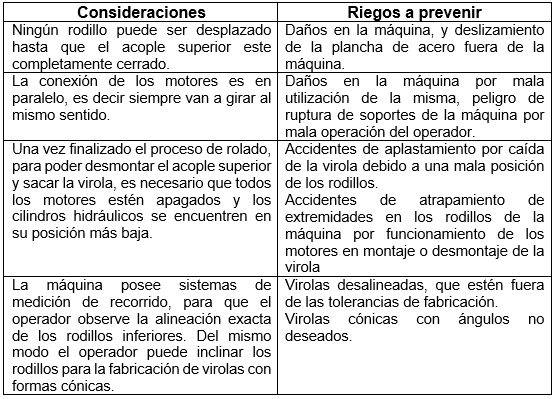 Consideraciones
Riegos a prevenir
Ningún rodillo puede ser desplazado
hasta que el acople superior este
completamente cerrado.
Daños en la máquina, y deslizamiento
de la plancha de acero fuera de la
máquina.
La conexión de los motores es en
paralelo, es decir siempre van a girar al
mismo sentido.
Daños en la máquina por mala
utilización de la misma, peligro de
ruptura de soportes de la máquina por
mala operación del operador.
Una vez finalizado el proceso de rolado,
para poder desmontar el acople superior
y sacar la virola, es necesario que todos
los motores estén apagados y los
cilindros hidráulicos se encuentren en
su posición más baja.
Accidentes de aplastamiento por caída
de la virola debido a una mala posición
de los rodillos.
Accidentes de atrapamiento de
extremidades en los rodillos de la
máquina por funcionamiento de los
motores en montaje o desmontaje de la
virola
La máquina posee sistemas de
medición de recorrido, para que el
operador observe la alineación exacta
de los rodillos inferiores. Del mismo
modo el operador puede inclinar los
rodillos para la fabricación de virolas con
formas cónicas.
Virolas desalineadas, que estén fuera
de las tolerancias de fabricación.
Virolas cónicas con ángulos no
deseados.